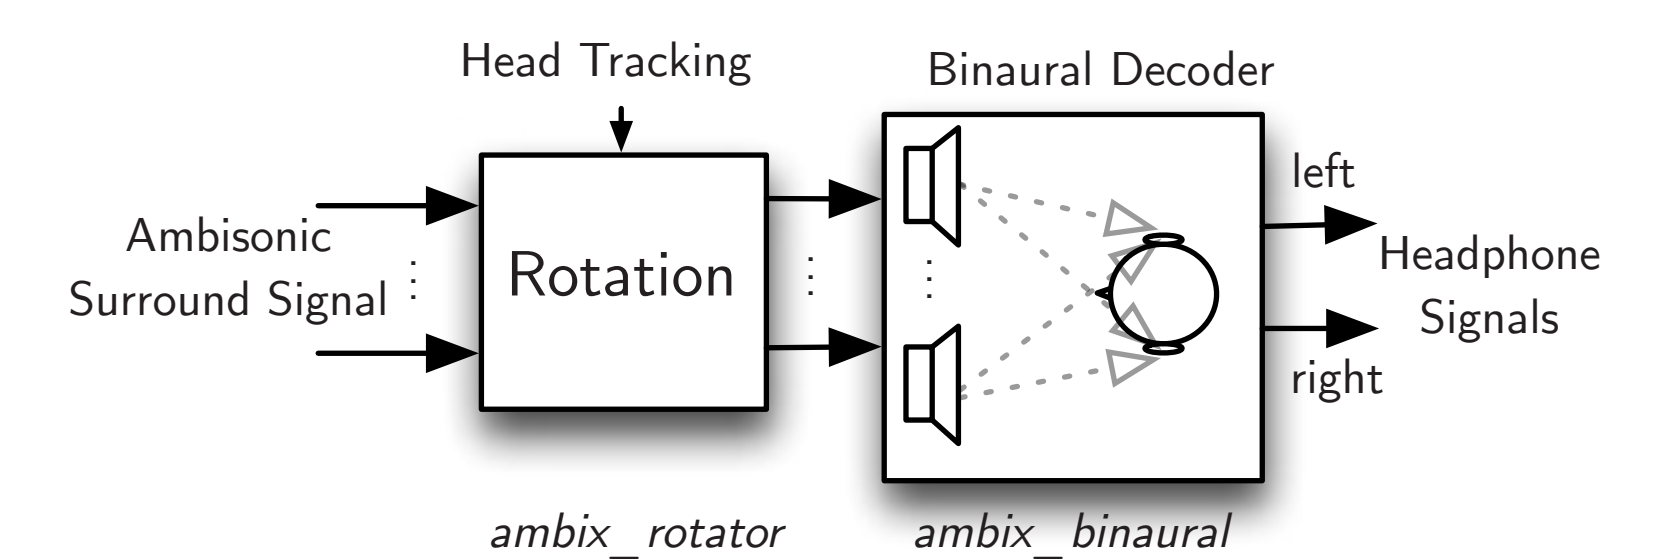 Head Tracking
Binaural Decoder
left
Ambisonic
Surround Signal
Rotation
Headphone
Signals
right
ambix_rotator
ambix_binaural